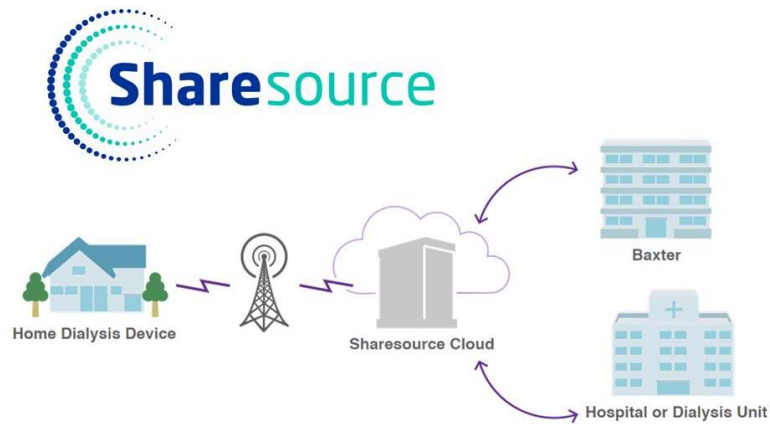 Sharesource
Baxter
Home Dialysis Device
Sharesource Cloud
Hospital or Dialysis Unit